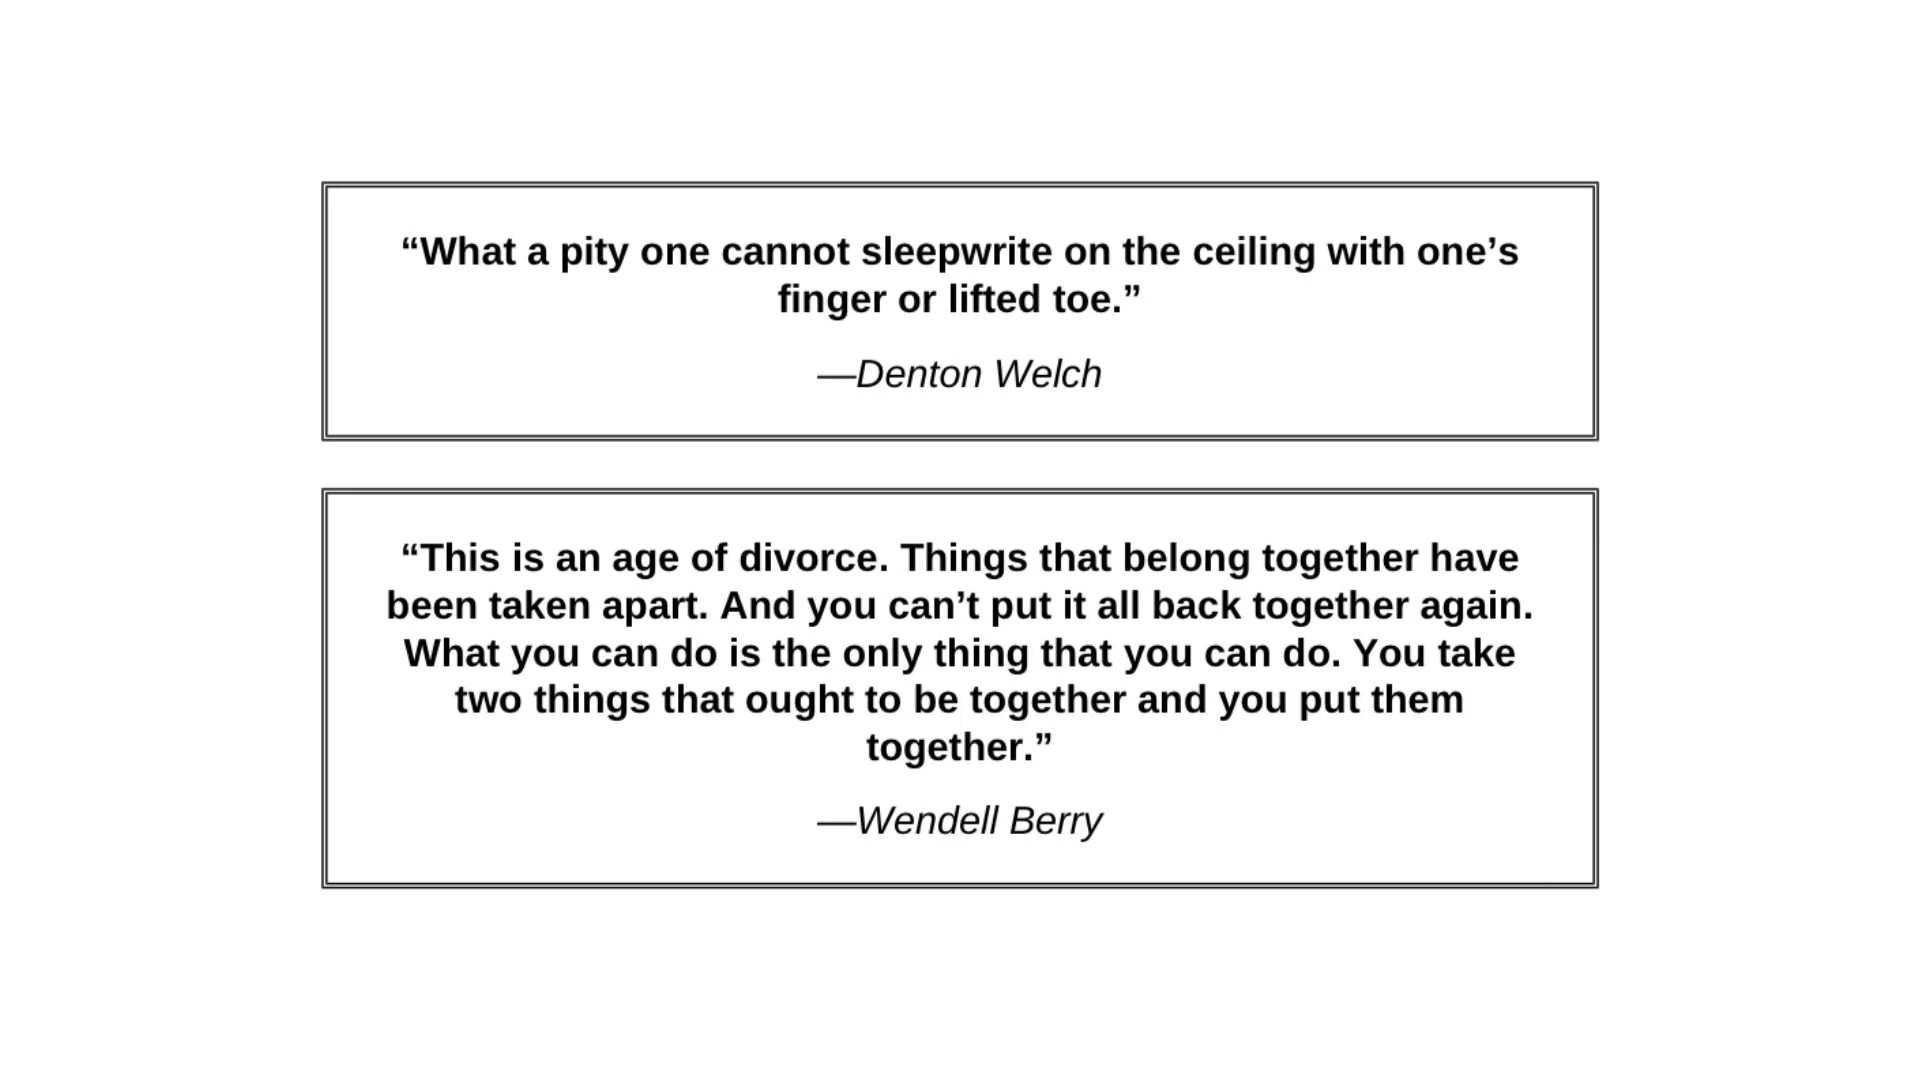 “What a pity one cannot sleepwrite on the ceiling with one’s
finger or lifted toe.”
—Denton Welch
“This is an age of divorce. Things that belong together have
been taken apart. And you can’t put it all back together again.
What you can do is the only thing that you can do. You take
two things that ought to be together and you put them
together.”
—Wendell Berry